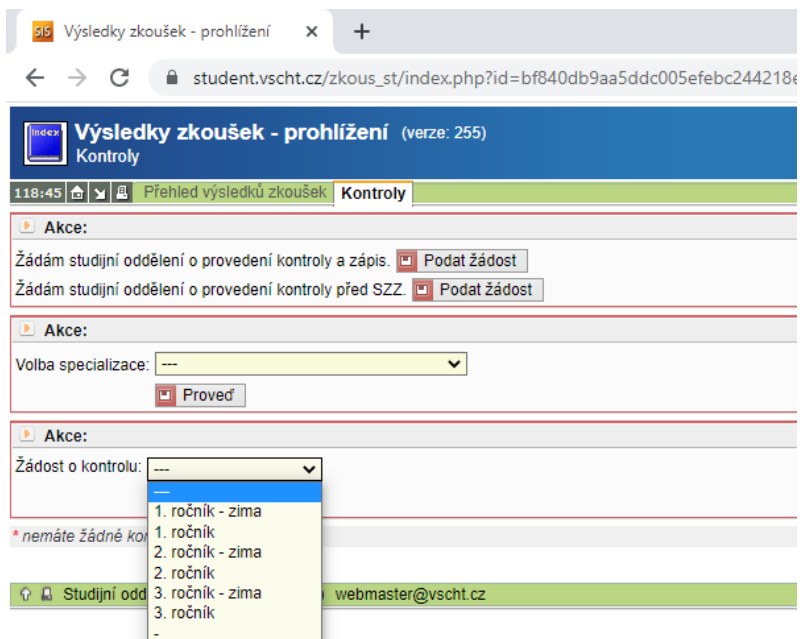 SIS Výsledky zkoušek - prohlížení
student.vscht.cz/zkous_st/index.php?id=bf840db9aa5ddc005efebc244218e
Index
Výsledky zkoušek - prohlížení (verze: 255)
Kontroly
118:45 Přehled výsledků zkoušek Kontroly
Akce:
Žádám studijní oddělení o provedení kontroly a zápis. Podat žádost
Žádám studijní oddělení o provedení kontroly před SZZ. Podat žádost
Akce:
Volba specializace: ---
Proveď
Akce:
Žádost o kontrolu: ---
---
1. ročník - zima
1. ročník
* nemáte žádné
2. ročník - zima
2. ročník
Studijní
3. ročník - zima
) webmaster@vscht.cz
3. ročník
-